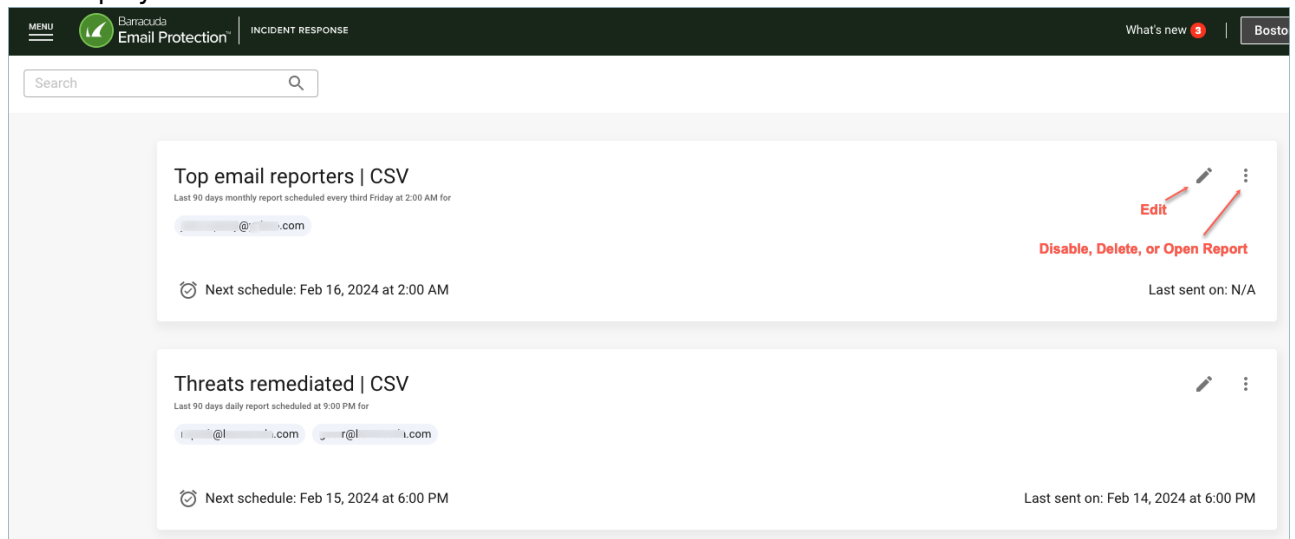 MENU
Barracuda
Email Protection™
INCIDENT RESPONSE
What's new 3
Search
Top email reporters | CSV
Last 90 days monthly report scheduled every third Friday at 2:00 AM for
.com
Edit
Disable, Delete, or Open Report
Next schedule: Feb 16, 2024 at 2:00 AM
Last sent on: N/A
Threats remediated | CSV
Last 90 days daily report scheduled at 9:00 PM for
.com
.com
Next schedule: Feb 15, 2024 at 6:00 PM
Last sent on: Feb 14, 2024 at 6:00 PM